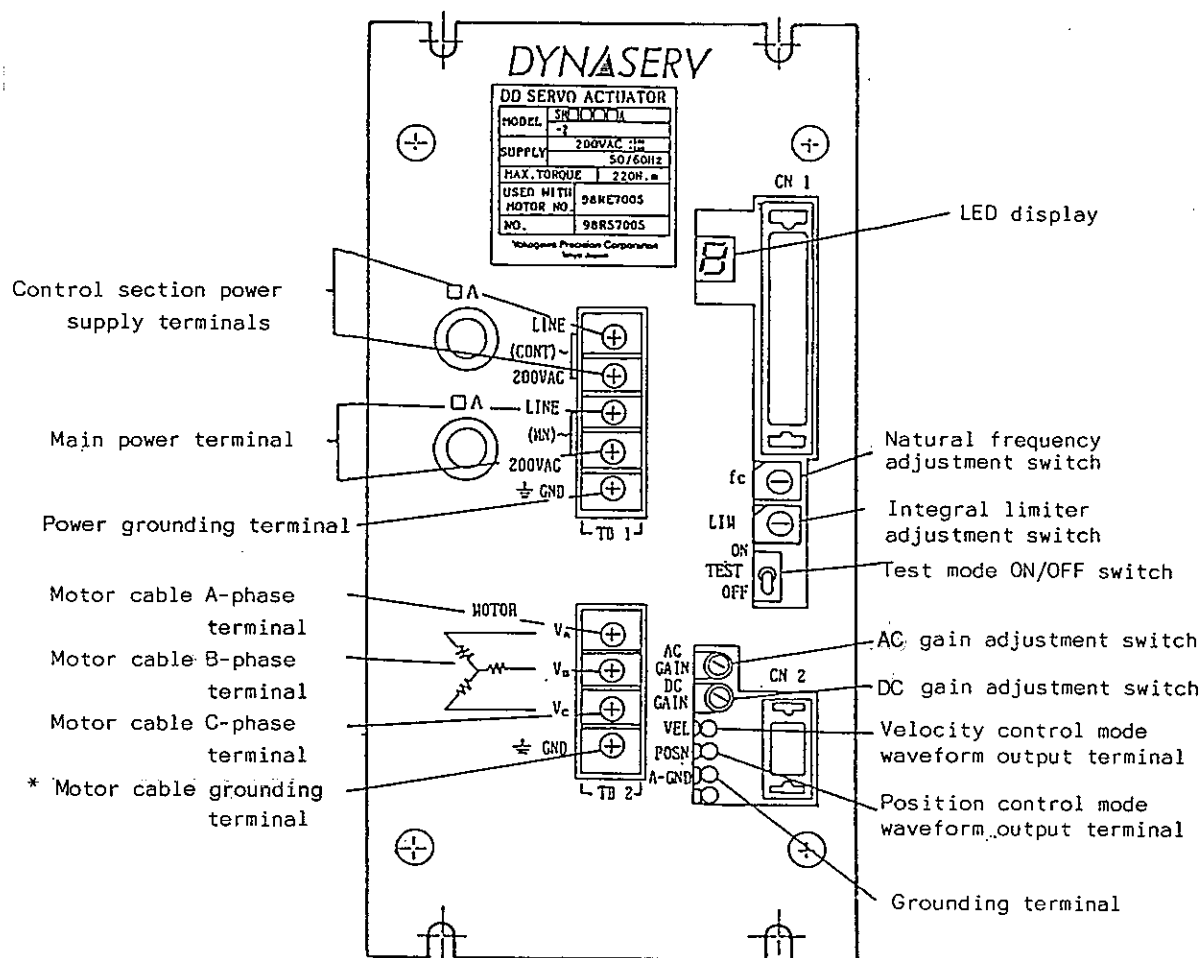 DYNASERV
DD SERVO ACTUATOR
MODEL SR□□□□A
-2
SUPPLY 200VAC
50/60Hz
MAX.TORQUE 220N.m
USED WITH
MOTOR NO.
NO.
Yokogawa Precision Corporation
Tokyo Japan
CN 1
LED display
Control section power
supply terminals
□A
LINE
(CONT)~
200VAC
Main power terminal
□A
LINE
(MN)~
200VAC
GND
Power grounding terminal
TB 1
fc
Natural frequency
adjustment switch
LIM
Integral limiter
adjustment switch
ON
TEST
OFF
Test mode ON/OFF switch
Motor cable A-phase
terminal
Motor cable B-phase
terminal
Motor cable C-phase
terminal
* Motor cable grounding
terminal
MOTOR
VA
VB
VC
GND
TB 2
AC
GAIN
DC
GAIN
VEL
POSN
A-GND
CN 2
AC gain adjustment switch
DC gain adjustment switch
Velocity control mode
waveform output terminal
Position control mode
waveform output terminal
Grounding terminal